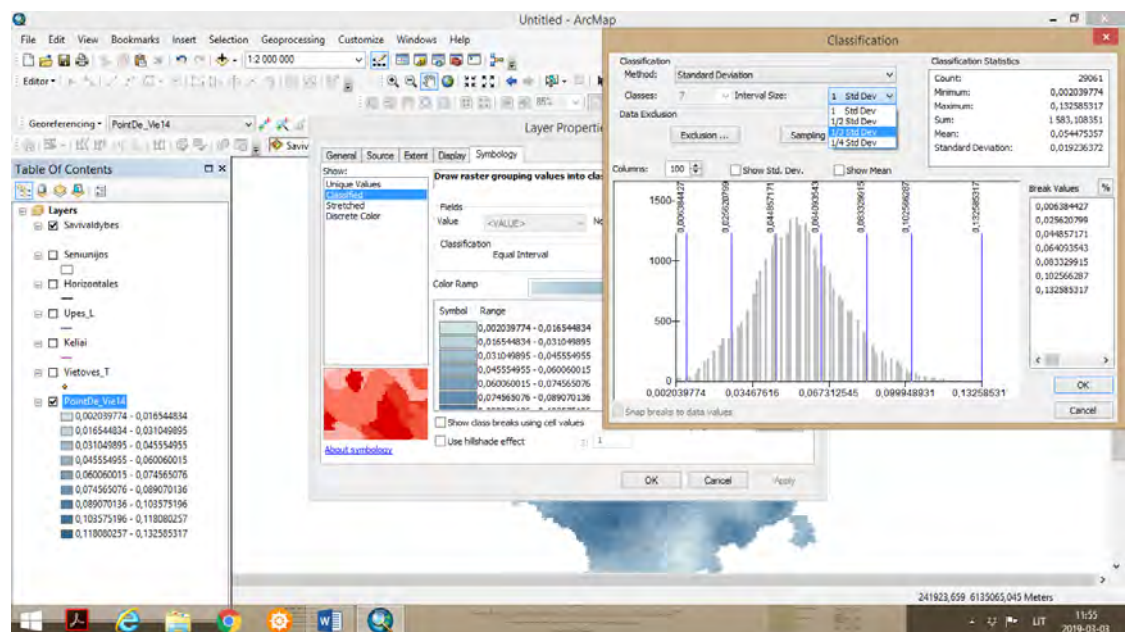 Untitled - ArcMap
File Edit View Bookmarks Insert Selection Geoprocessing Customize Windows Help
1:2 000 000
Editor
85%
Georeferencing PointDe_Vie14
Saviv
Table Of Contents
Layers
Savivaldybes
Seniunijos
Horizontales
Upes_L
Keliai
Vietoves_T
PointDe_Vie14
0,002039774 - 0,016544834
0,016544834 - 0,031049895
0,031049895 - 0,045554955
0,045554955 - 0,060060015
0,060060015 - 0,074565076
0,074565076 - 0,089070136
0,089070136 - 0,103575196
0,103575196 - 0,118080257
0,118080257 - 0,132585317
Layer Properti
General Source Extent Display Symbology
Show:
Unique Values
Classified
Stretched
Discrete Color
Draw raster grouping values into cla
Fields
Value <VALUE>
Classification
Equal Interval
Color Ramp
Symbol Range
0,002039774 - 0,016544834
0,016544834 - 0,031049895
0,031049895 - 0,045554955
0,045554955 - 0,060060015
0,060060015 - 0,074565076
0,074565076 - 0,089070136
Show class breaks using cell values
Use hillshade effect z: 1
About symbology
OK Cancel Apply
Classification
Classification
Method: Standard Deviation
Classes: 7 Interval Size: 1 Std Dev
1 Std Dev
1/2 Std Dev
1/3 Std Dev
1/4 Std Dev
Data Exclusion
Exclusion ... Sampling
Classification Statistics
Count: 29061
Minimum: 0,002039774
Maximum: 0,132585317
Sum: 1 583,108351
Mean: 0,054475357
Standard Deviation: 0,019236372
Columns: 100 Show Std. Dev. Show Mean
0,006384427
0,025620799
0,044857171
0,064093543
0,083329915
0,102566287
0,132585317
1500
1000
500
0
0,002039774 0,03467616 0,067312545 0,099948931 0,13258531
Break Values %
0,006384427
0,025620799
0,044857171
0,064093543
0,083329915
0,102566287
0,132585317
Snap breaks to data values
OK
Cancel
241923,659 6135065,045 Meters
LIT
11:55
2019-03-03